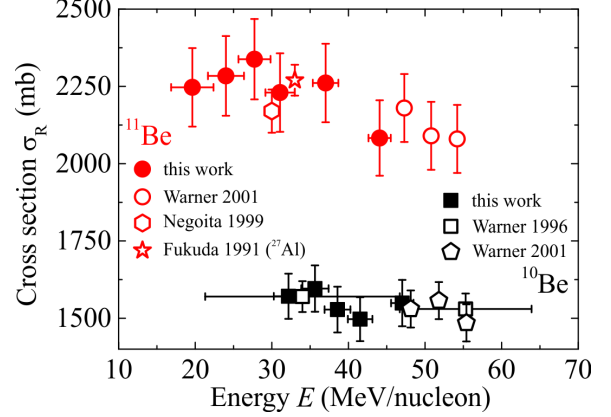 2500
2250
2000
1750
1500
Cross section σR (mb)
11Be
this work
Warner 2001
Negoita 1999
Fukuda 1991 (27Al)
this work
Warner 1996
Warner 2001
10Be
10 20 30 40 50 60 70
Energy E (MeV/nucleon)